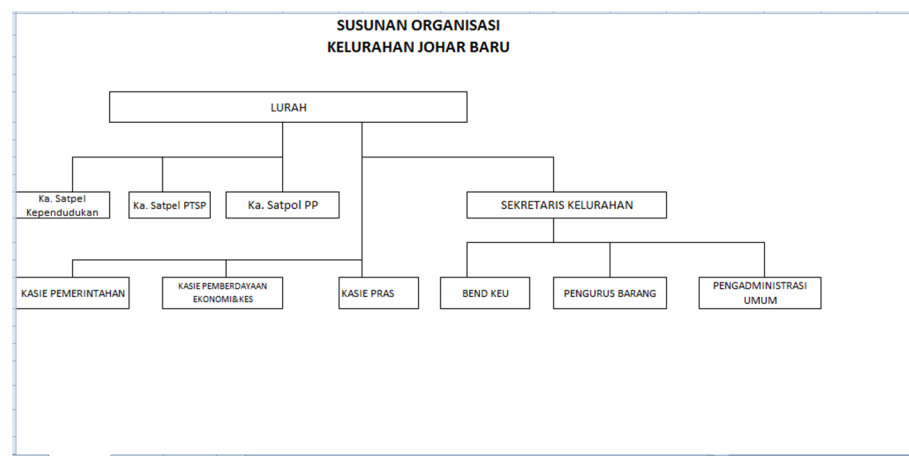 SUSUNAN ORGANISASI
KELURAHAN JOHAR BARU
LURAH
Ka. Satpel
Kependudukan
Ka. Satpel PTSP
Ka. Satpol PP
SEKRETARIS KELURAHAN
KASIE PEMERINTAHAN
KASIE PEMBERDAYAAN
EKONOMI&KES
KASIE PRAS
BEND KEU
PENGURUS BARANG
PENGADMINISTRASI
UMUM